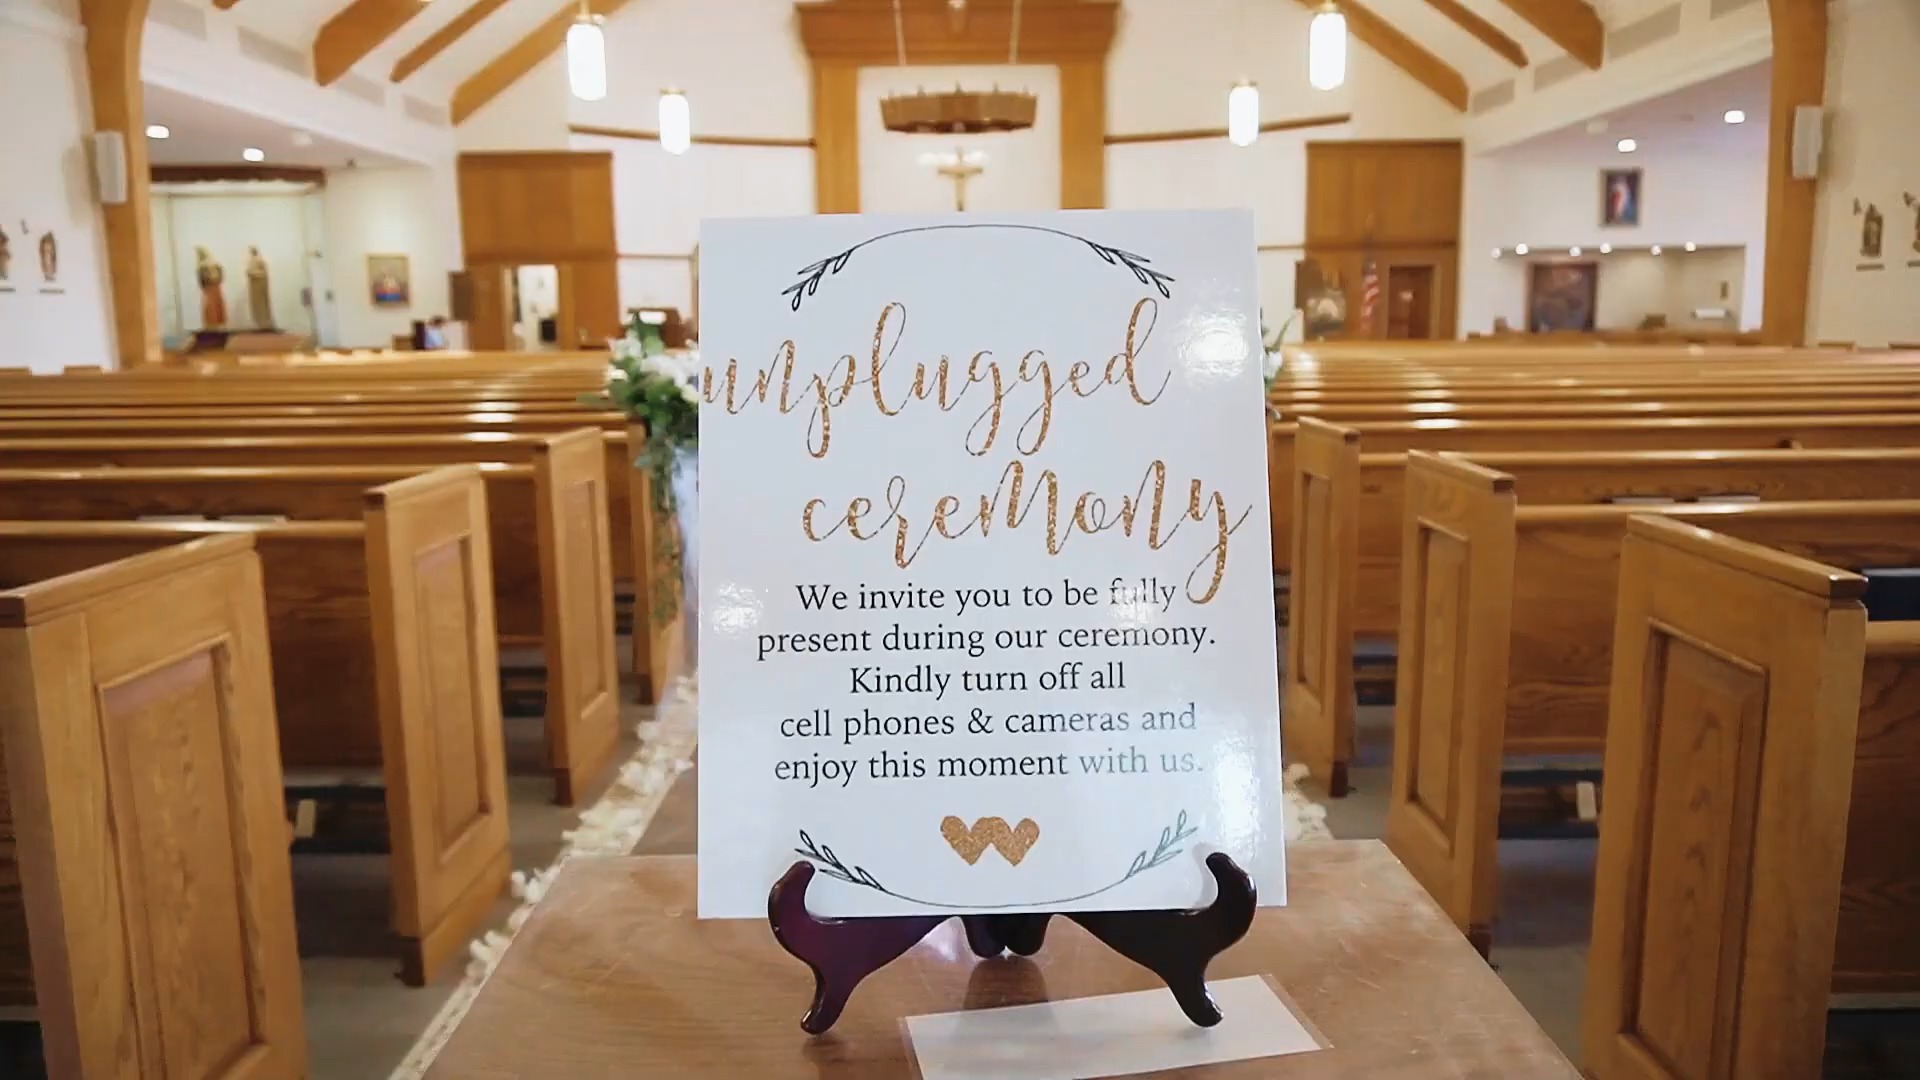 unplugged
ceremony
We invite you to be fully
present during our ceremony.
Kindly turn off all
cell phones & cameras and
enjoy this moment with us.